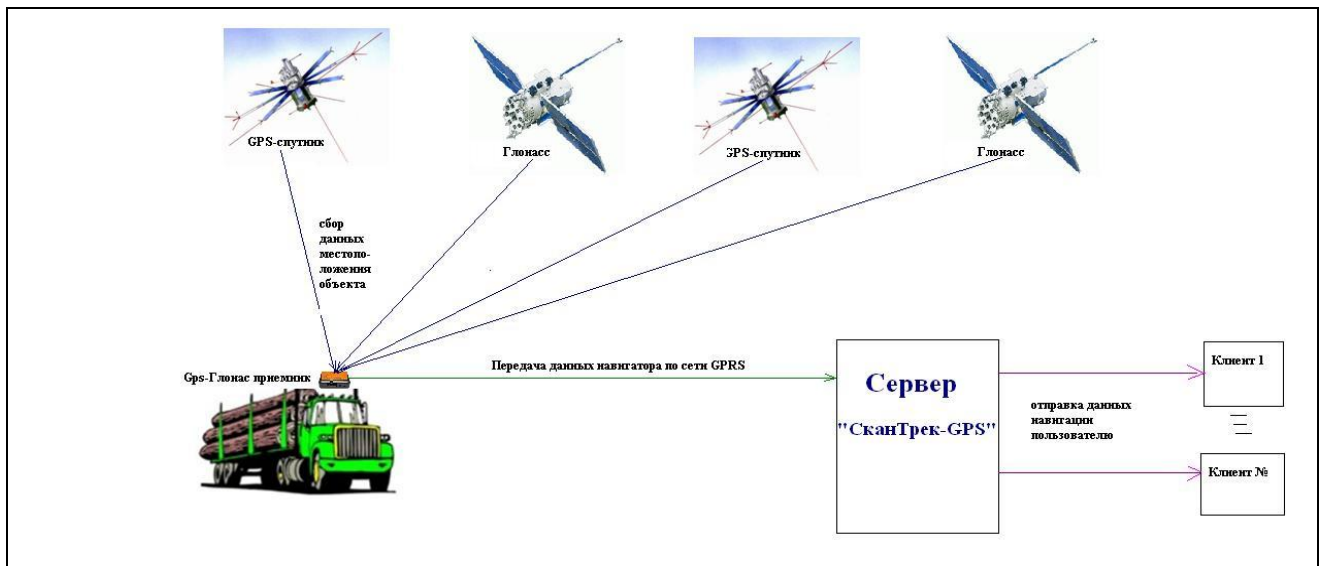 GPS-спутник
Глонасс
GPS-спутник
Глонасс
сбор
данных
местопо-
ложения
объекта
Gps-Глонас приемник
Передача данных навигатора по сети GPRS
Сервер
"СканТрек-GPS"
отправка данных
навигации
пользователю
Клиент 1
Клиент №